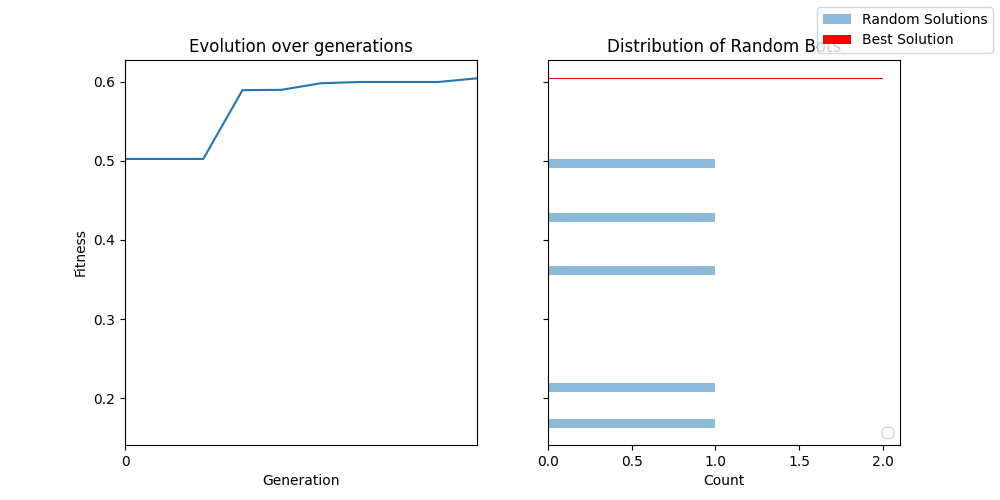 Random Solutions
Best Solution
Evolution over generations
Distribution of Random Bots
0.6
0.5
0.4
0.3
0.2
Fitness
0
Generation
0.0 0.5 1.0 1.5 2.0
Count